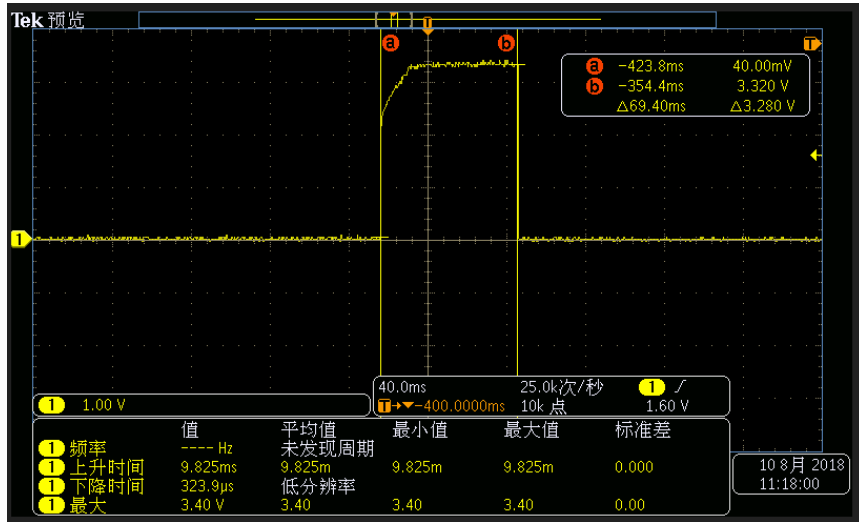 Tek 预览
T
a b T
a -423.8ms 40.00mV
b -354.4ms 3.320 V
△69.40ms △3.280 V
1
40.0ms 25.0k次/秒 1
T→▼-400.0000ms 10k 点 1.60 V
1 1.00 V
值 平均值 最小值 最大值 标准差
1 频率 ---- Hz 未发现周期
1 上升时间 9.825ms 9.825m 9.825m 9.825m 0.000
1 下降时间 323.9µs 低分辨率
1 最大 3.40 V 3.40 3.40 3.40 0.00
10 8月 2018
11:18:00